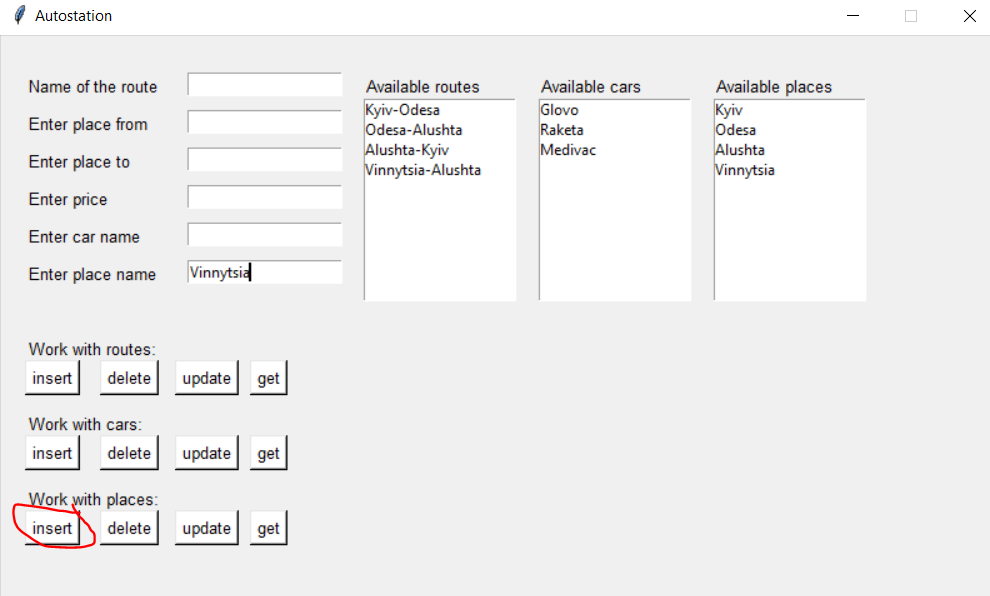 Autostation
Name of the route
Enter place from
Enter place to
Enter price
Enter car name
Enter place name Vinnytsia
Available routes
Kyiv-Odesa
Odesa-Alushta
Alushta-Kyiv
Vinnytsia-Alushta
Available cars
Glovo
Raketa
Medivac
Available places
Kyiv
Odesa
Alushta
Vinnytsia
Work with routes:
insert delete update get
Work with cars:
insert delete update get
Work with places:
insert delete update get